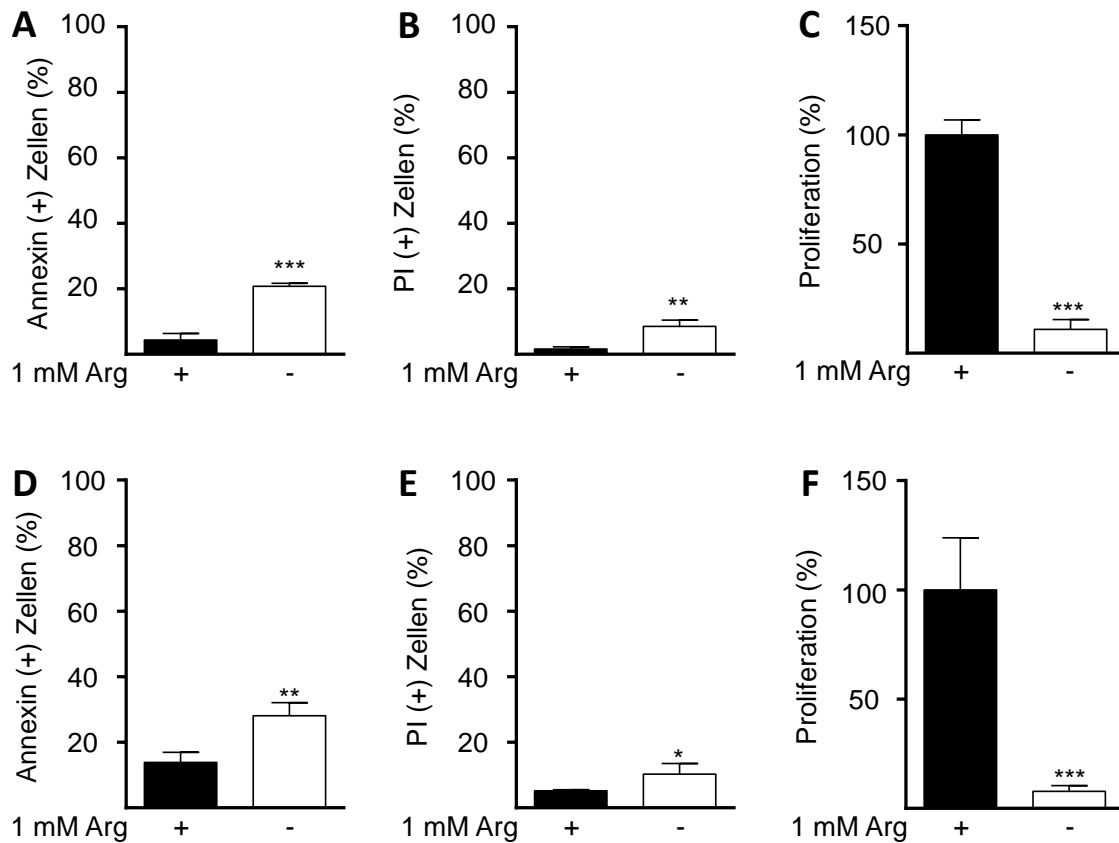 A
Annexin (+) Zellen (%)
100
80
60
40
20
***
1 mM Arg + -
B
PI (+) Zellen (%)
100
80
60
40
20
**
1 mM Arg + -
C
Proliferation (%)
150
100
50
***
1 mM Arg + -
D
Annexin (+) Zellen (%)
100
80
60
40
20
**
1 mM Arg + -
E
PI (+) Zellen (%)
100
80
60
40
20
*
1 mM Arg + -
F
Proliferation (%)
150
100
50
***
1 mM Arg + -